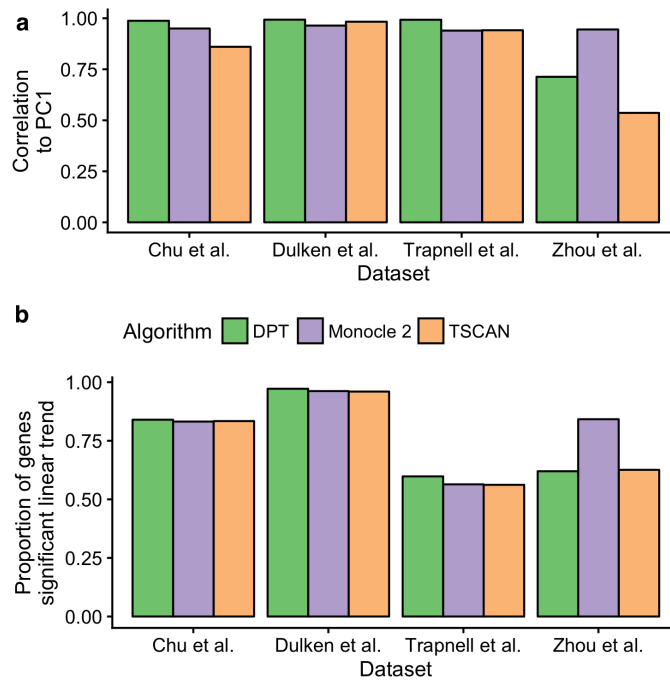 a
Correlation
to PC1
1.00
0.75
0.50
0.25
0.00
Chu et al.
Dulken et al.
Trapnell et al.
Zhou et al.
Dataset
b
Algorithm DPT Monocle 2 TSCAN
Proportion of genes
significant linear trend
1.00
0.75
0.50
0.25
0.00
Chu et al.
Dulken et al.
Trapnell et al.
Zhou et al.
Dataset